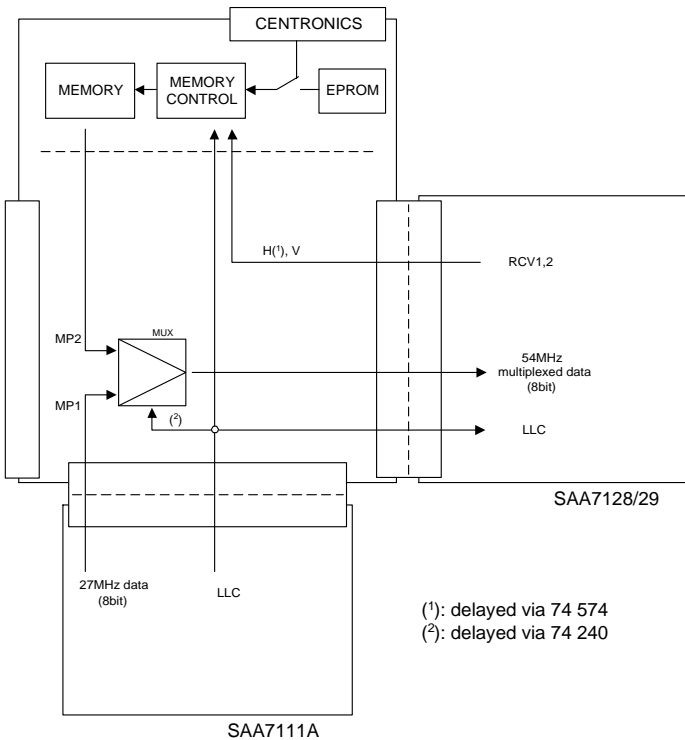 CENTRONICS
MEMORY
MEMORY
CONTROL
EPROM
H(¹), V
RCV1,2
MUX
MP2
54MHz
multiplexed data
(8bit)
MP1
(²)
LLC
SAA7128/29
27MHz data
(8bit)
LLC
(¹): delayed via 74 574
(²): delayed via 74 240
SAA7111A